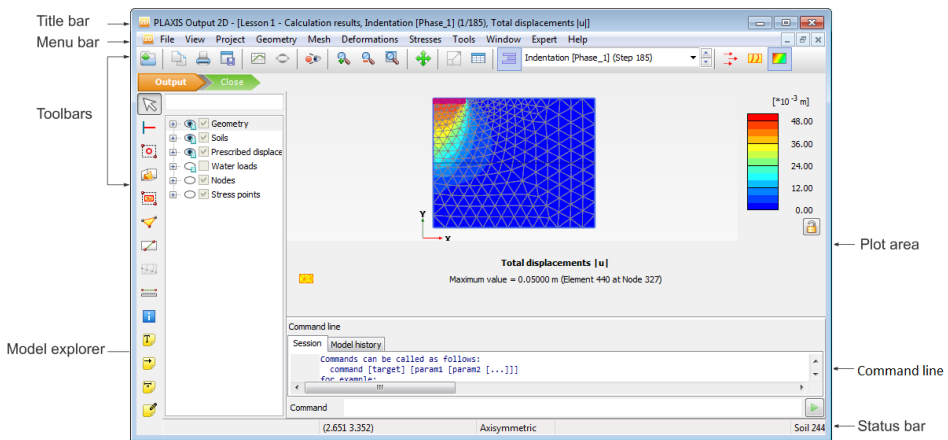 Title bar
PLAXIS Output 2D - [Lesson 1 - Calculation results, Indentation [Phase_1] (1/185), Total displacements |u|]
Menu bar
File View Project Geometry Mesh Deformations Stresses Tools Window Expert Help
Indentation [Phase_1] (Step 185)
Output Close
Toolbars
Geometry
Soils
Prescribed displace
Water loads
Nodes
Stress points
[*10 -3 m]
48.00
36.00
24.00
12.00
0.00
Y
X
Plot area
Total displacements |u|
Maximum value = 0.05000 m (Element 440 at Node 327)
Model explorer
Command line
Session Model history
Commands can be called as follows:
command [target] [param1 [param2 [...]]]
for example:
Command line
Command
(2.651 3.352) Axisymmetric Soil 244
Status bar